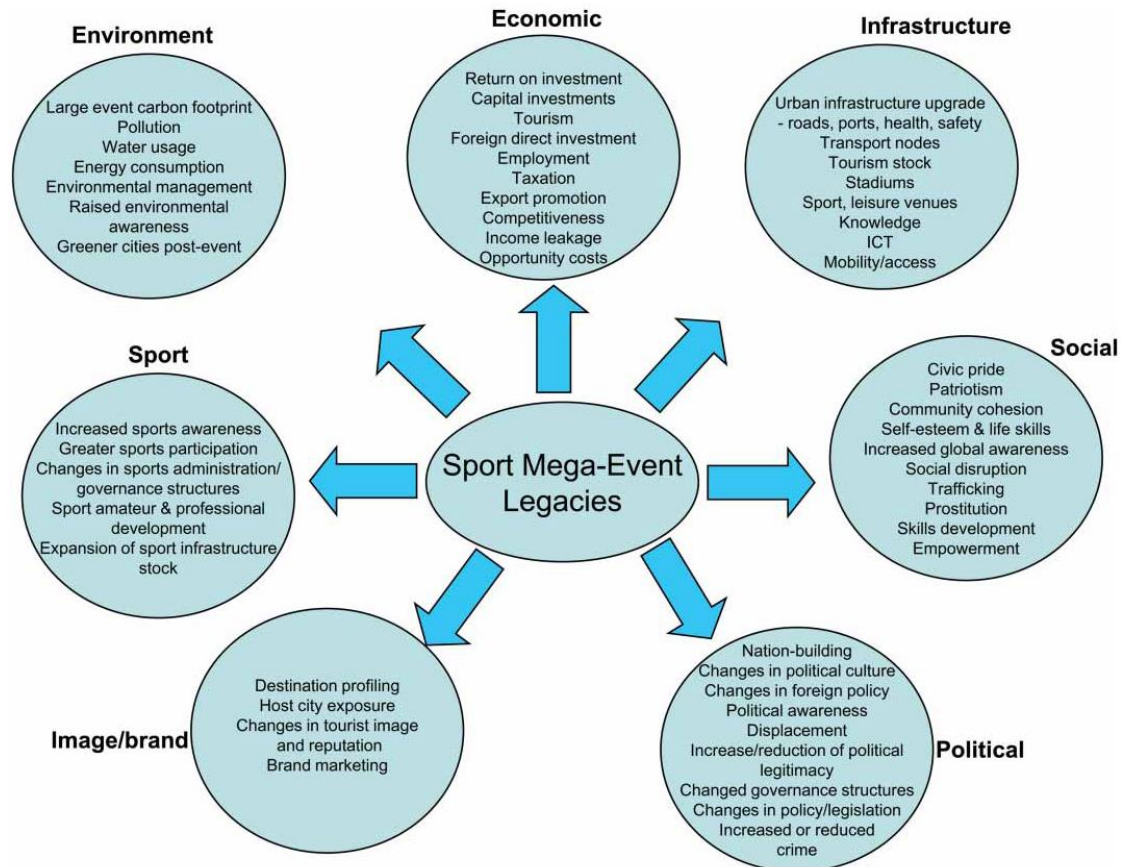 Environment
Large event carbon footprint
Pollution
Water usage
Energy consumption
Environmental management
Raised environmental
awareness
Greener cities post-event
Economic
Return on investment
Capital investments
Tourism
Foreign direct investment
Employment
Taxation
Export promotion
Competitiveness
Income leakage
Opportunity costs
Infrastructure
Urban infrastructure upgrade
- roads, ports, health, safety
Transport nodes
Tourism stock
Stadiums
Sport, leisure venues
Knowledge
ICT
Mobility/access
Sport
Increased sports awareness
Greater sports participation
Changes in sports administration/
governance structures
Sport amateur & professional
development
Expansion of sport infrastructure
stock
Sport Mega-Event
Legacies
Social
Civic pride
Patriotism
Community cohesion
Self-esteem & life skills
Increased global awareness
Social disruption
Trafficking
Prostitution
Skills development
Empowerment
Image/brand
Destination profiling
Host city exposure
Changes in tourist image
and reputation
Brand marketing
Political
Nation-building
Changes in political culture
Changes in foreign policy
Political awareness
Displacement
Increase/reduction of political
legitimacy
Changed governance structures
Changes in policy/legislation
Increased or reduced
crime